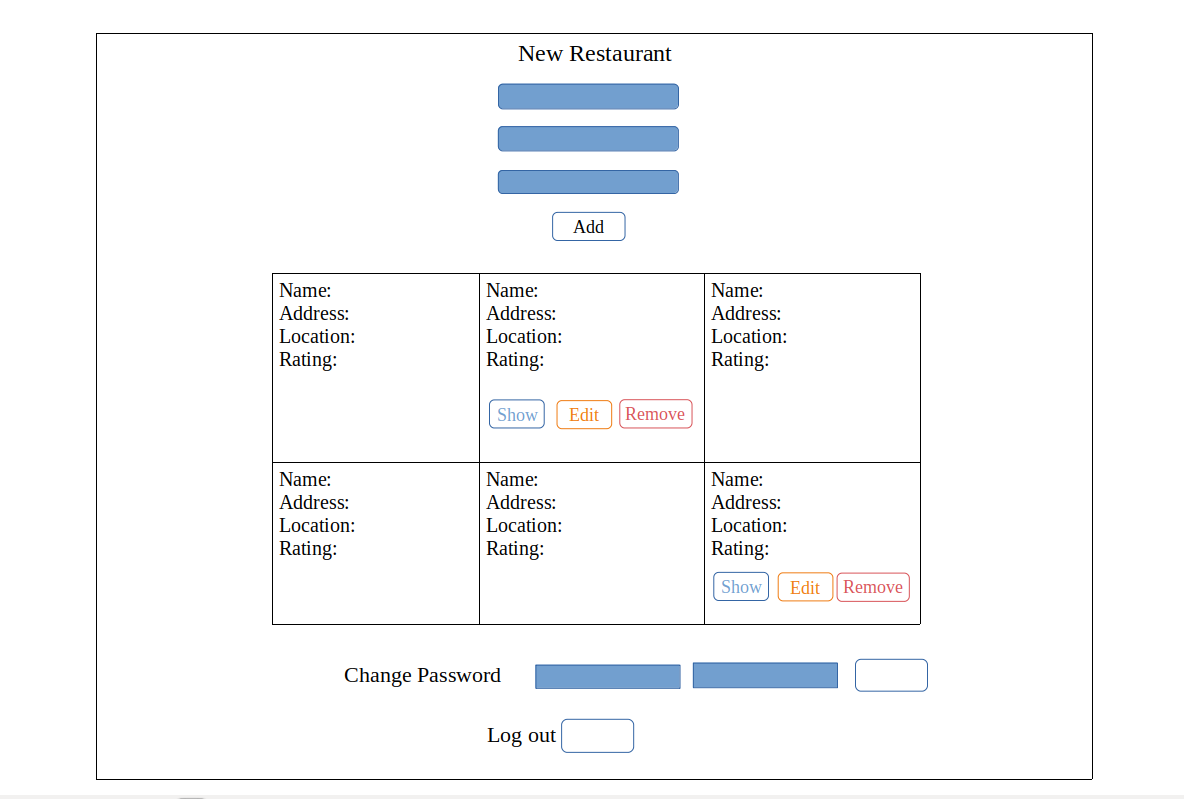 New Restaurant
Add
Name:
Address:
Location:
Rating:
Name:
Address:
Location:
Rating:
Show Edit Remove
Name:
Address:
Location:
Rating:
Name:
Address:
Location:
Rating:
Name:
Address:
Location:
Rating:
Name:
Address:
Location:
Rating:
Show Edit Remove
Change Password
Log out